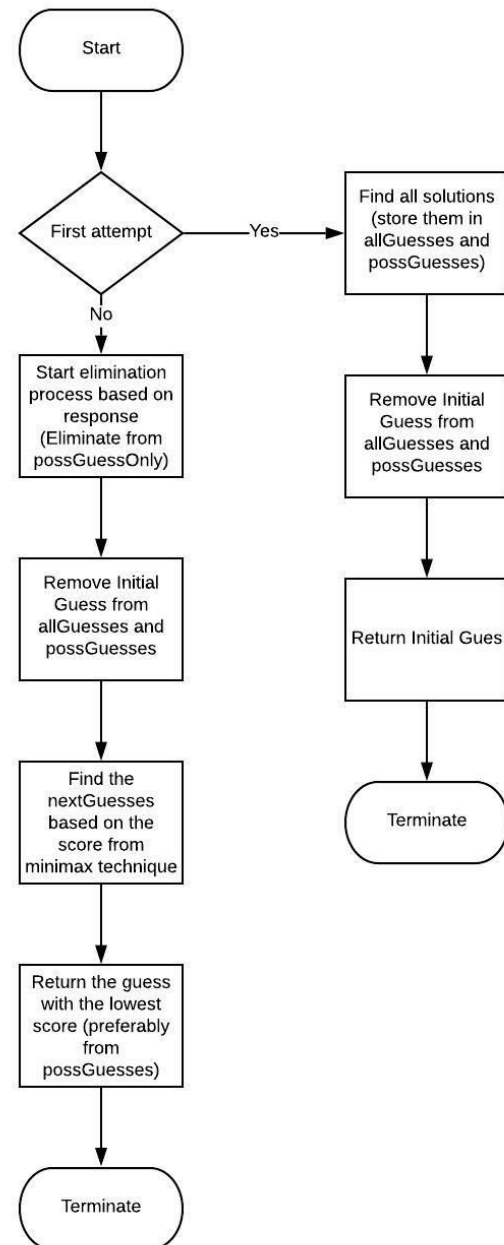 Start
First attempt
Yes
No
Find all solutions
(store them in
allGuesses and
possGuesses)
Remove Initial
Guess from
allGuesses and
possGuesses
Return Initial Gues
Terminate
Start elimination
process based on
response
(Eliminate from
possGuessOnly)
Remove Initial
Guess from
allGuesses and
possGuesses
Find the
nextGuesses
based on the
score from
minimax technique
Return the guess
with the lowest
score (preferably
from
possGuesses)
Terminate